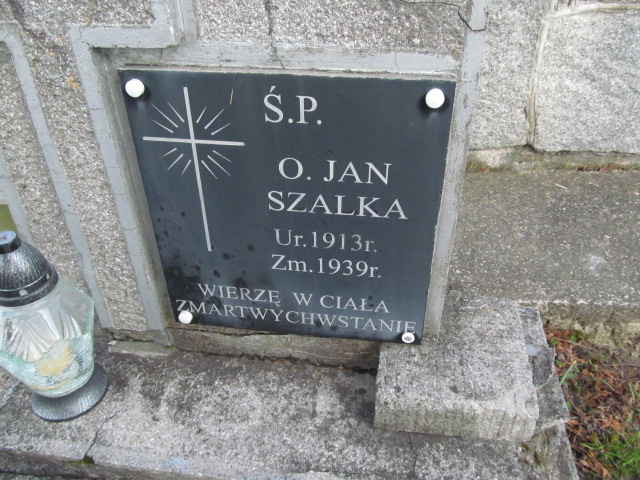 Ś.P.
O. JAN
SZALKA
Ur.1913r.
Zm.1939r.
WIERZĘ W CIAŁA
ZMARTWYCHWSTANIE